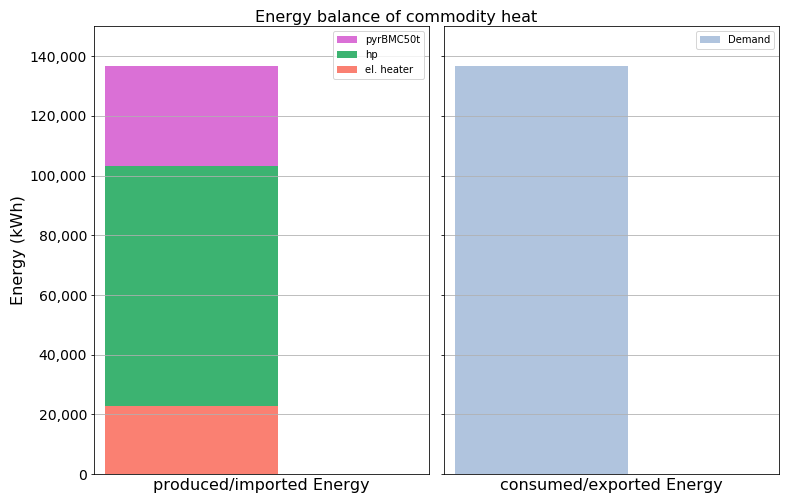 Energy balance of commodity heat
Energy (kWh)
140,000
120,000
100,000
80,000
60,000
40,000
20,000
0
pyrBMC50t
hp
el. heater
produced/imported Energy
Demand
consumed/exported Energy